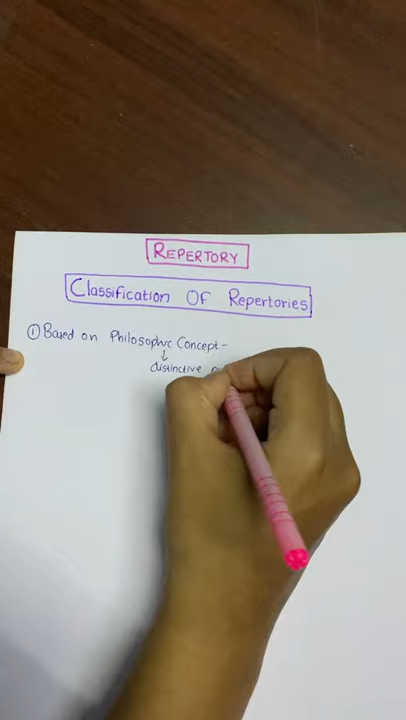 REPERTORY
Classification Of Repertories
① Based on Philosophic Concept -
↓
distinctive